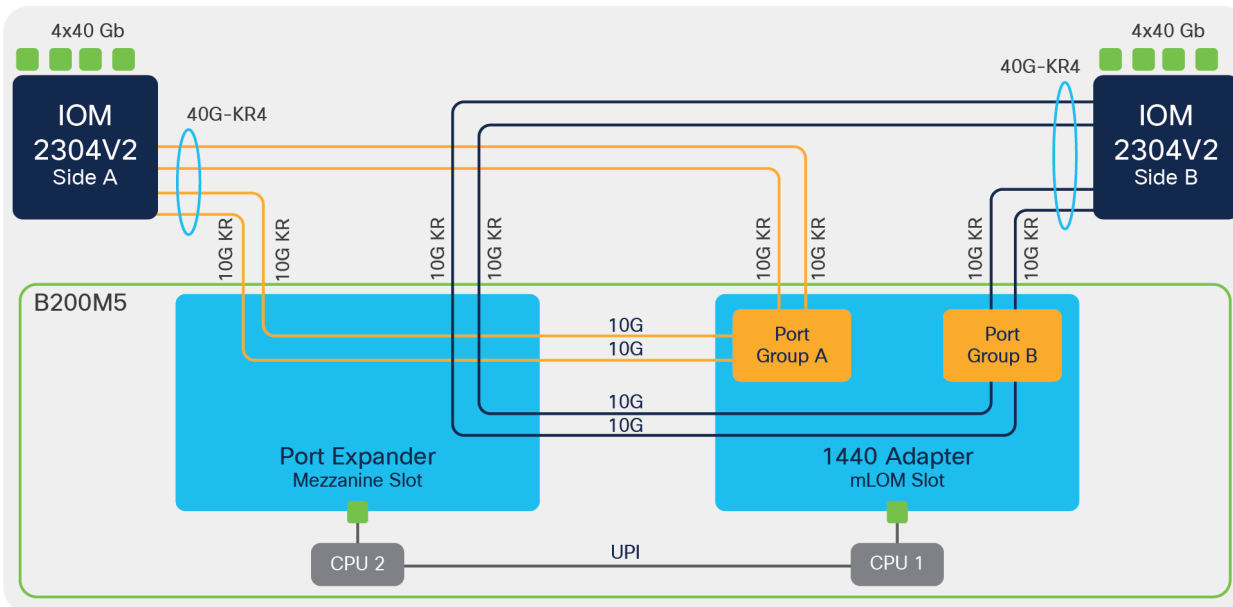 4x40 Gb
4x40 Gb
40G-KR4
IOM
2304V2
Side A
40G-KR4
IOM
2304V2
Side B
10G KR
10G KR
10G KR
10G KR
10G KR
10G KR
10G KR
10G KR
B200M5
10G
10G
Port
Group A
Port
Group B
10G
10G
Port Expander
Mezzanine Slot
1440 Adapter
mLOM Slot
CPU 2
UPI
CPU 1